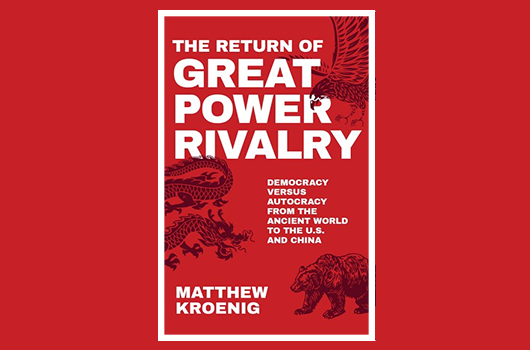 THE RETURN OF
GREAT
POWER
RIVALRY
DEMOCRACY
VERSUS
AUTOCRACY
FROM THE
ANCIENT WORLD
TO THE U.S.
AND CHINA
MATTHEW
KROENIG